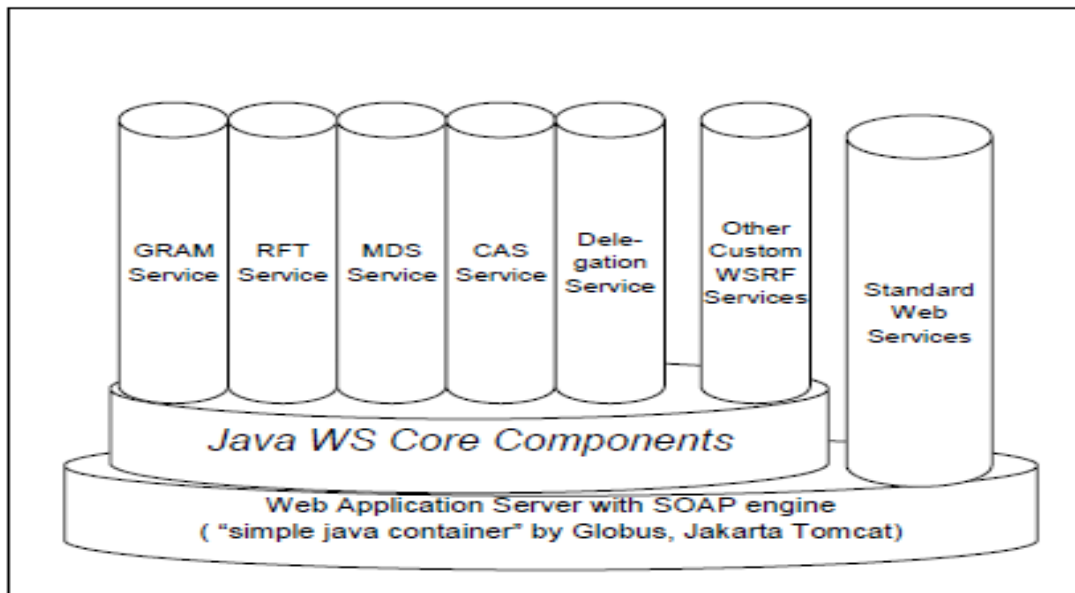 GRAM
Service
RFT
Service
MDS
Service
CAS
Service
Dele-
gation
Service
Other
Custom
WSRF
Services
Standard
Web
Services
Java WS Core Components
Web Application Server with SOAP engine
( “simple java container” by Globus, Jakarta Tomcat)